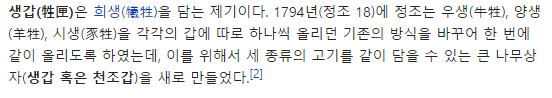 생갑(牲匣)은 희생(犧牲)을 담는 제기이다. 1794년(정조 18)에 정조는 우생(牛牲), 양생
(羊牲), 시생(豕牲)을 각각의 갑에 따로 하나씩 올리던 기존의 방식을 바꾸어 한 번에
같이 올리도록 하였는데, 이를 위해서 세 종류의 고기를 같이 담을 수 있는 큰 나무상
자(생갑 혹은 천조갑)을 새로 만들었다.[2]